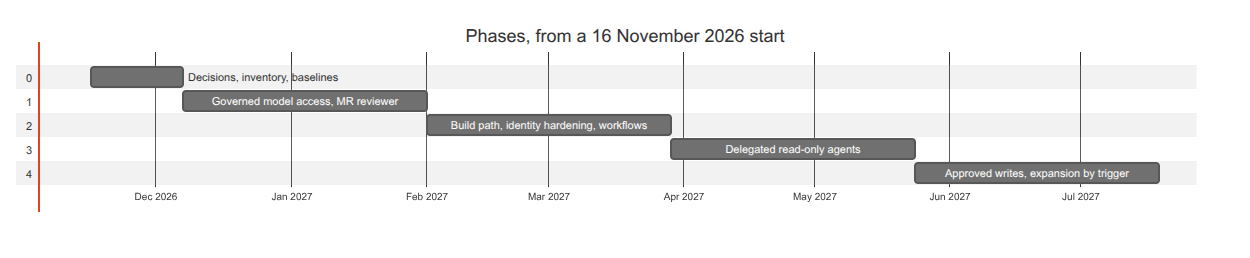 Phases, from a 16 November 2026 start
0 Decisions, inventory, baselines
1 Governed model access, MR reviewer
2 Build path, identity hardening, workflows
3 Delegated read-only agents
4 Approved writes, expansion by trigger
Dec 2026 Jan 2027 Feb 2027 Mar 2027 Apr 2027 May 2027 Jun 2027 Jul 2027